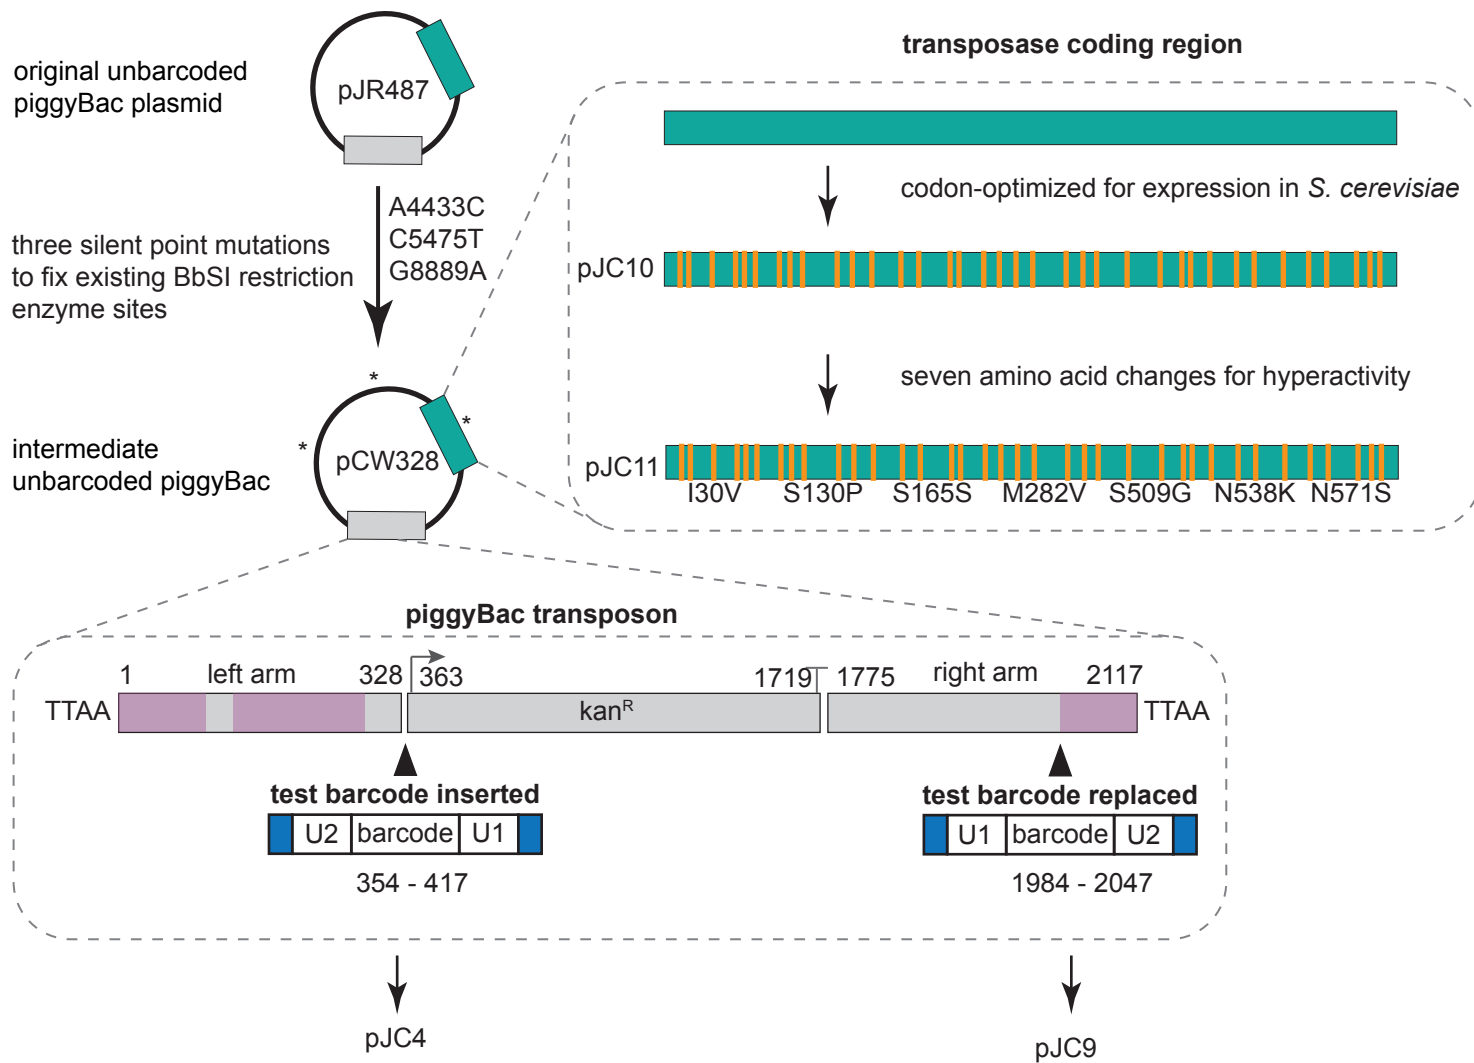 original unbarcoded
piggyBac plasmid
pJR487
three silent point mutations
to fix existing BbSI restriction
enzyme sites
A4433C
C5475T
G8889A
*
*
*
intermediate
unbarcoded piggyBac
pCW328
transposase coding region
codon-optimized for expression in S. cerevisiae
pJC10
seven amino acid changes for hyperactivity
pJC11
I30V S130P S165S M282V S509G N538K N571S
piggyBac transposon
1 left arm 328 363 1719 1775 right arm 2117
TTAA kanR TTAA
test barcode inserted
U2 barcode U1
354 - 417
test barcode replaced
U1 barcode U2
1984 - 2047
pJC4
pJC9